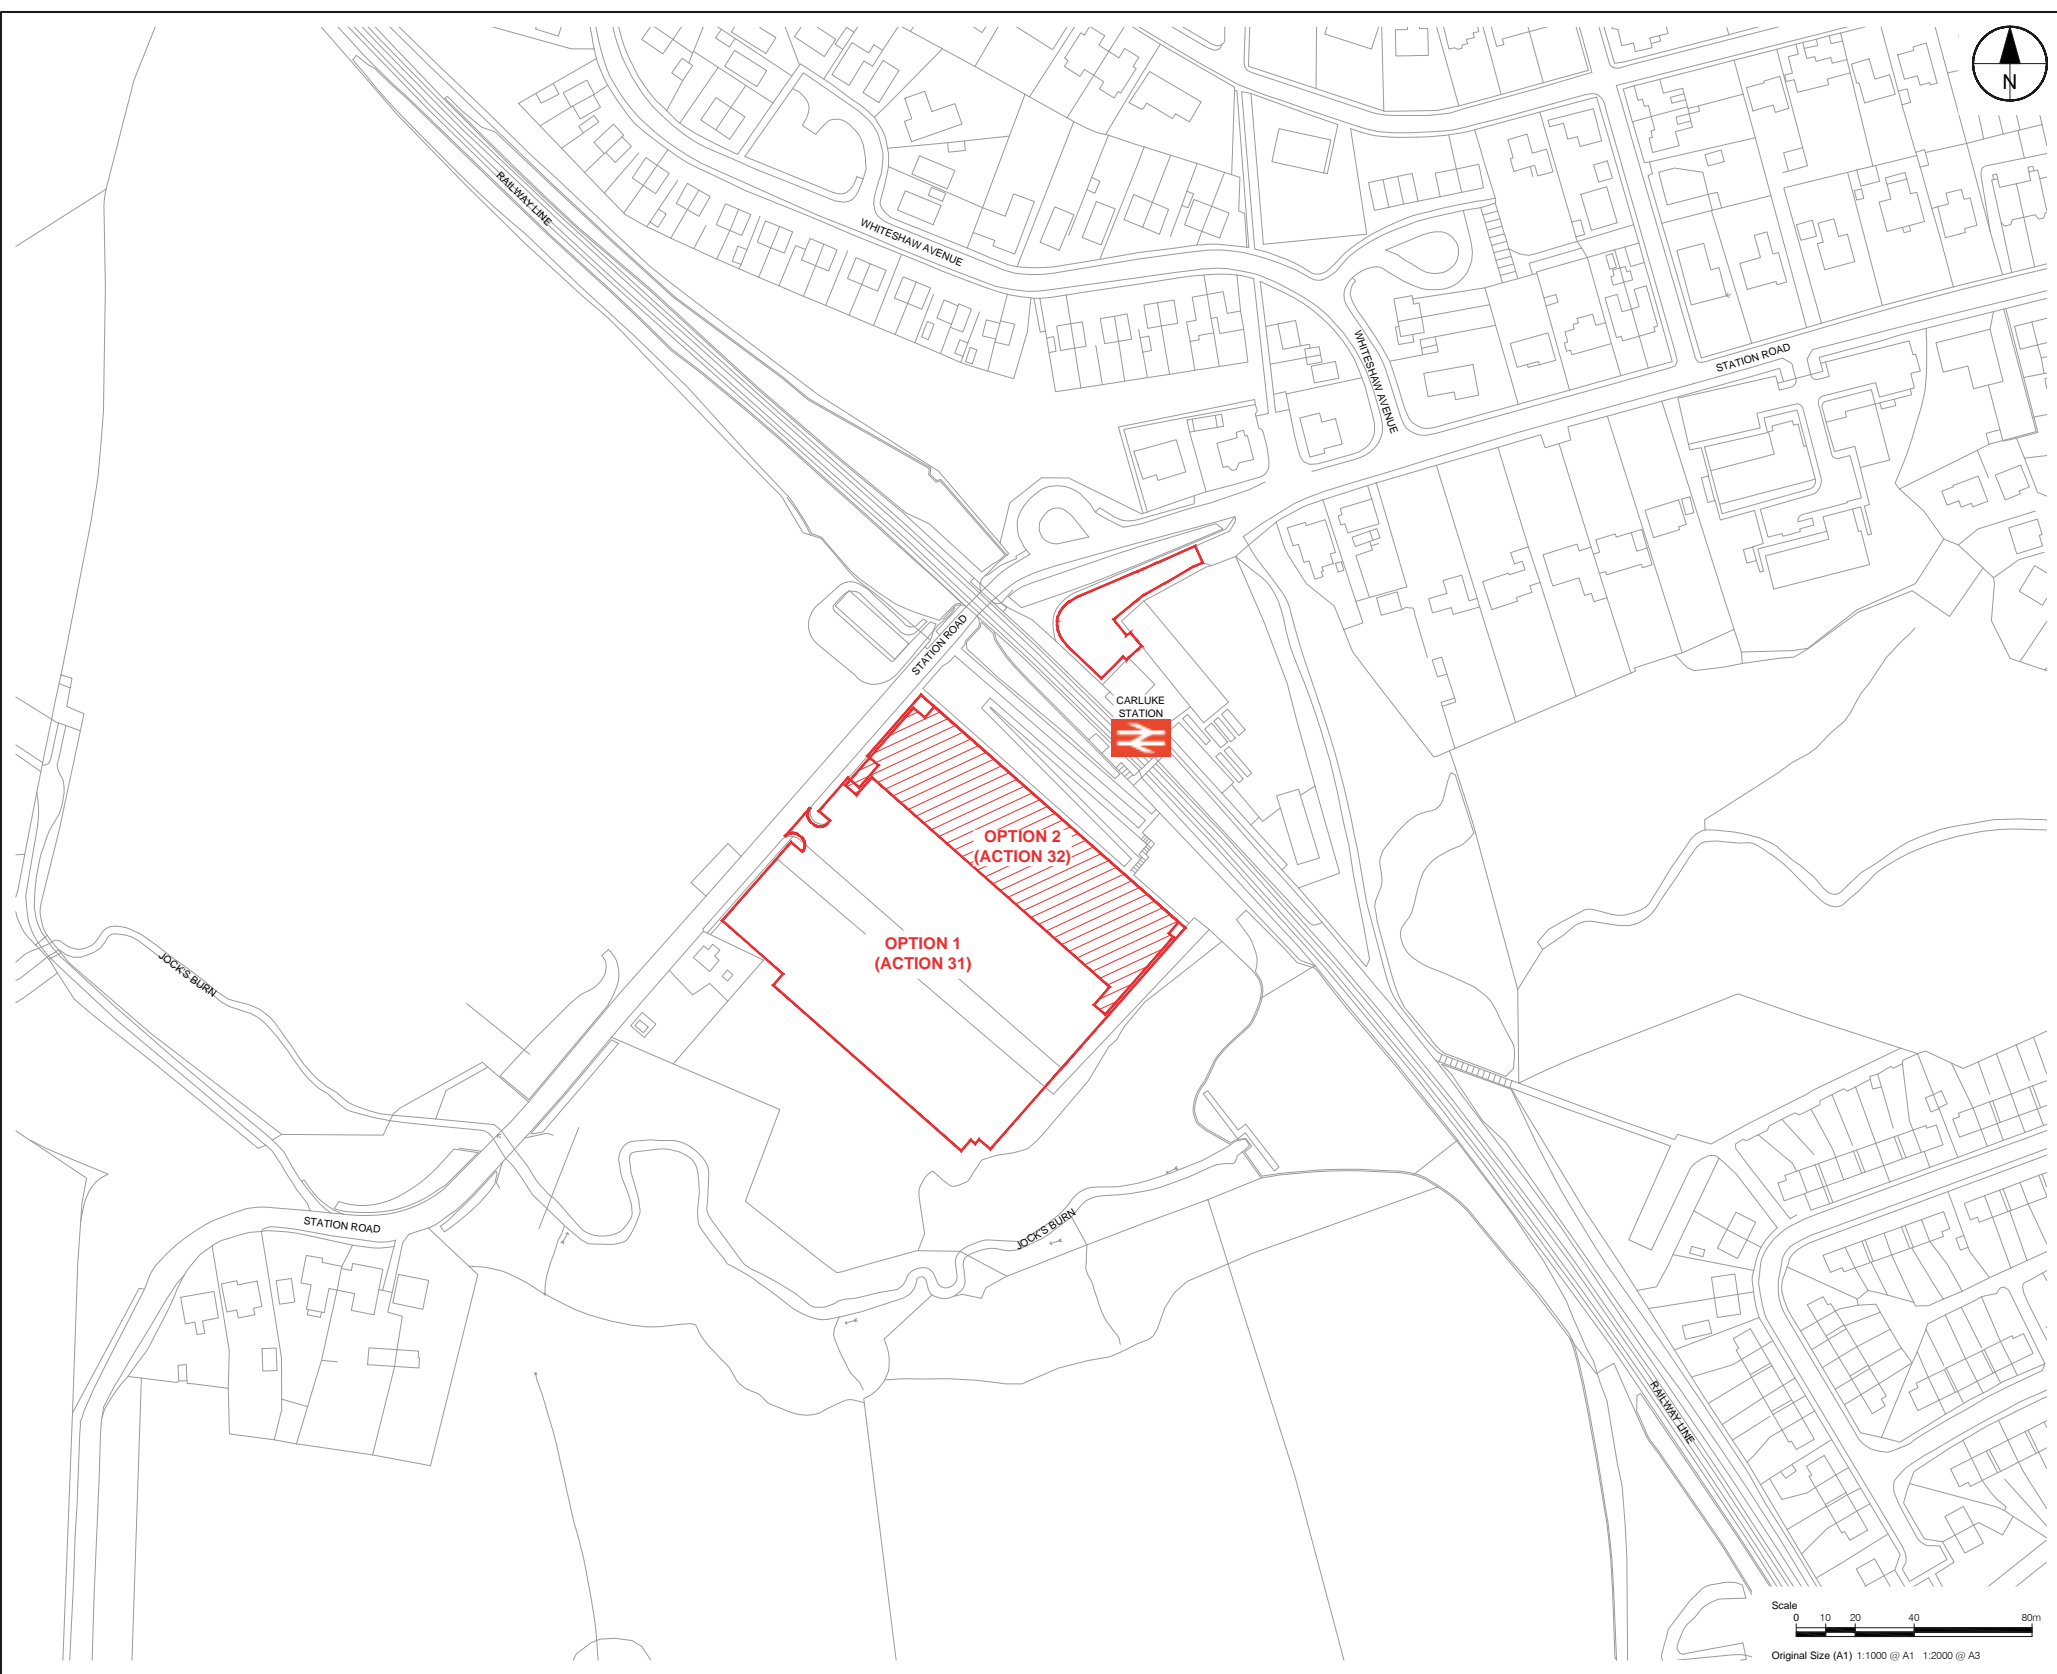 N
RAILWAY LINE
WHITESHAW AVENUE
WHITESHAW AVENUE
STATION ROAD
STATION ROAD
CARLUKE
STATION
OPTION 2
(ACTION 32)
OPTION 1
(ACTION 31)
JOCK'S BURN
JOCK'S BURN
STATION ROAD
RAILWAY LINE
Scale
0 10 20 40 80m
Original Size (A1) 1:1000 @ A1 1:2000 @ A3